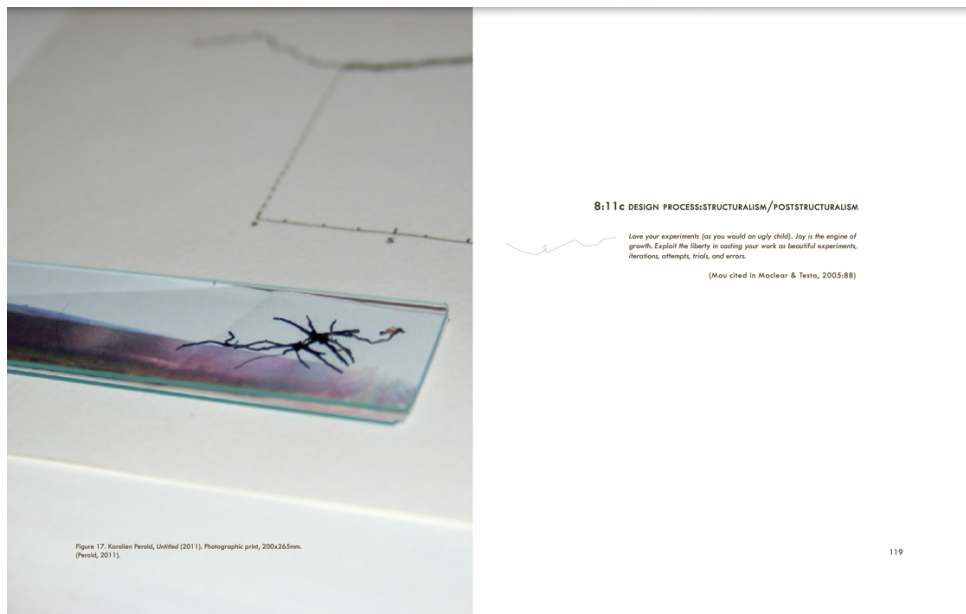 8:11c DESIGN PROCESS:STRUCTURALISM/POSTSTRUCTURALISM
Love your experiments (as you would an ugly child). Joy is the engine of
growth. Exploit the liberty in casting your work as beautiful experiments,
iterations, attempts, trials, and errors.
(Mau cited in Maclear & Testa, 2005:88)
Figure 17. Karolien Perold, Untitled (2011). Photographic print, 200x265mm.
(Perold, 2011).
119